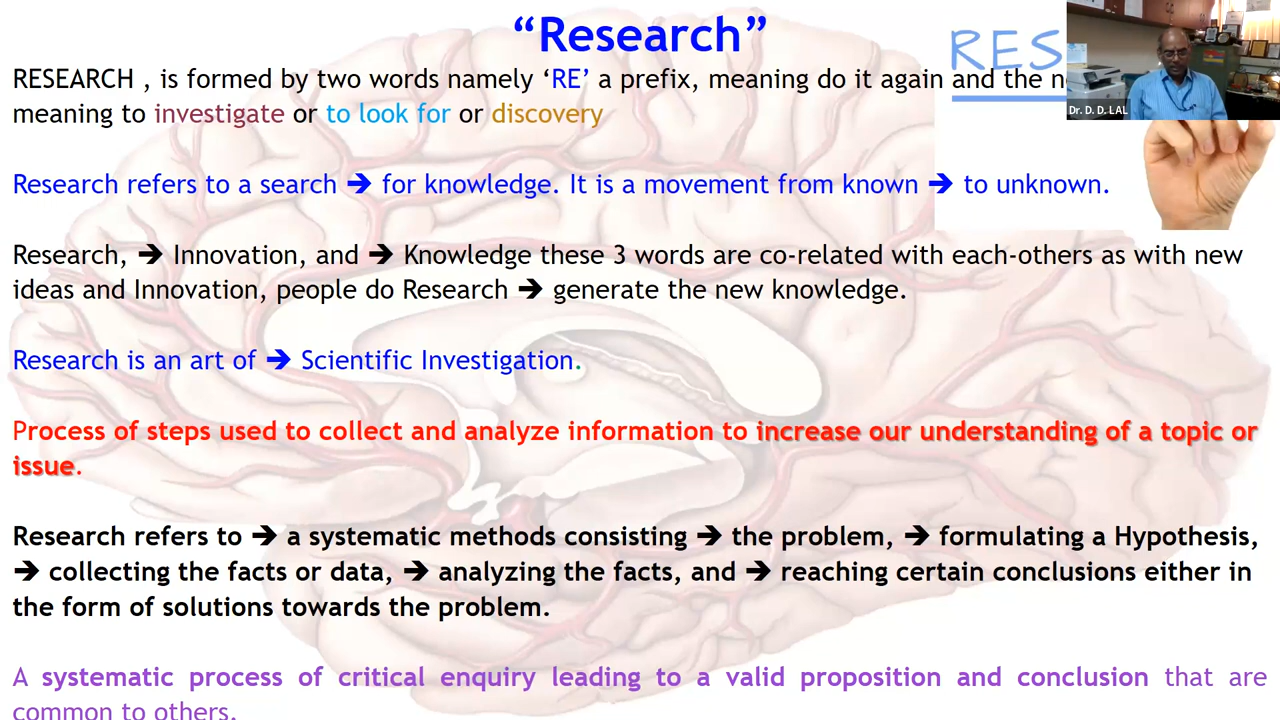 “Research”
RES
RESEARCH , is formed by two words namely ‘RE’ a prefix, meaning do it again and the
meaning to investigate or to look for or discovery
Dr. D. D. LAL
Research refers to a search ➔ for knowledge. It is a movement from known ➔ to unknown.
Research, ➔ Innovation, and ➔ Knowledge these 3 words are co-related with each-others as with new
ideas and Innovation, people do Research ➔ generate the new knowledge.
Research is an art of ➔ Scientific Investigation.
Process of steps used to collect and analyze information to increase our understanding of a topic or
issue.
Research refers to ➔ a systematic methods consisting ➔ the problem, ➔ formulating a Hypothesis,
➔ collecting the facts or data, ➔ analyzing the facts, and ➔ reaching certain conclusions either in
the form of solutions towards the problem.
A systematic process of critical enquiry leading to a valid proposition and conclusion that are
common to others.